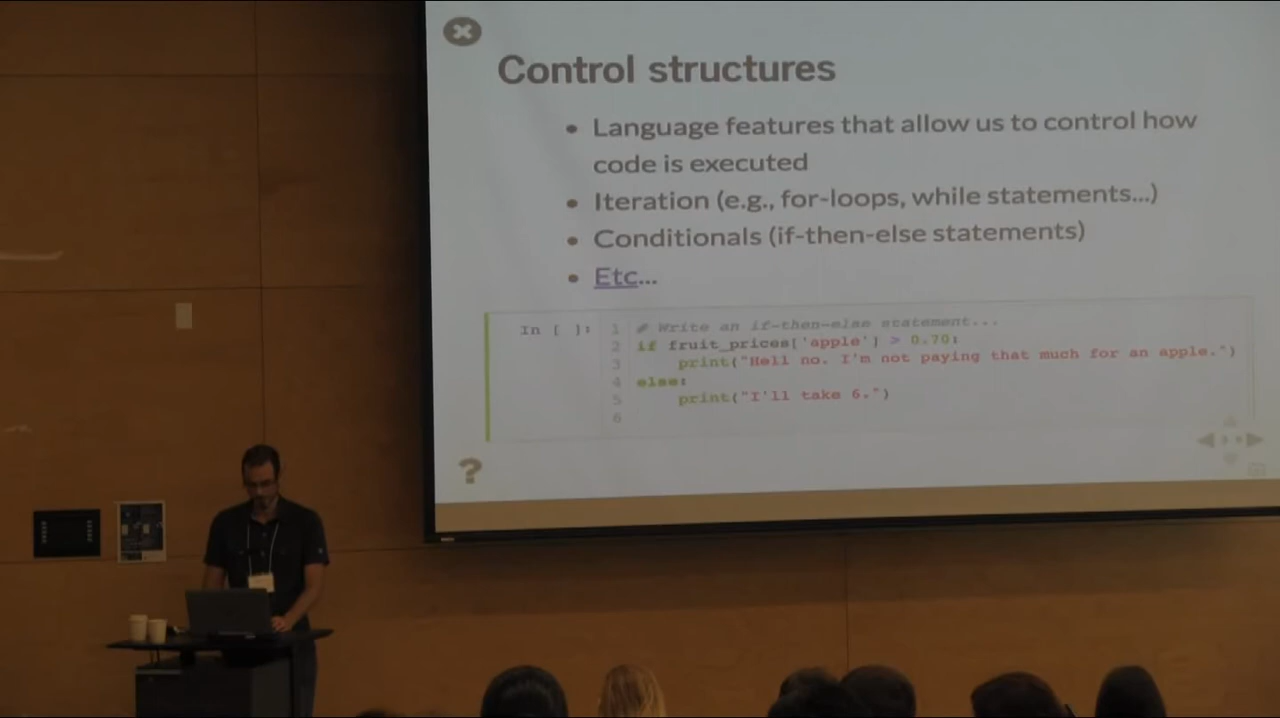 Control structures
• Language features that allow us to control how
code is executed
• Iteration (e.g., for-loops, while statements...)
• Conditionals (if-then-else statements)
• Etc...
In [ ]: 1 # Write an if-then-else statement...
2 if fruit_prices['apple'] > 0.70:
3 print("Hell no. I'm not paying that much for an apple.")
4 else:
5 print("I'll take 6.")
6
?